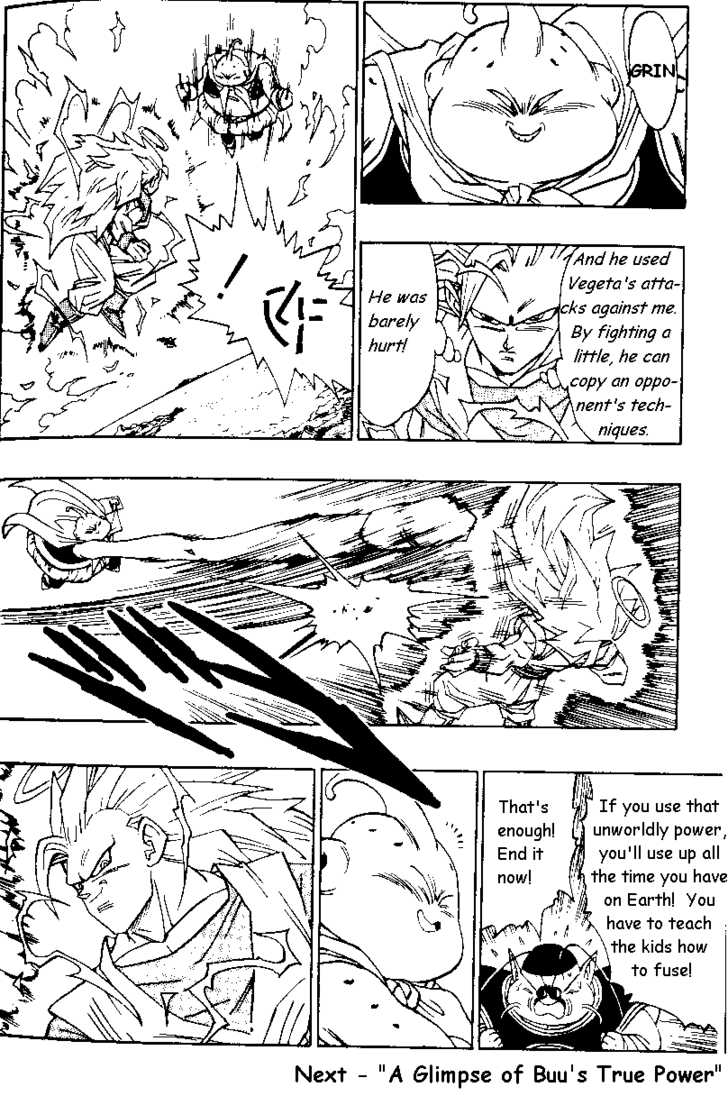 GRIN
He was
barely
hurt!
And he used
Vegeta's atta-
cks against me.
By fighting a
little, he can
copy an oppo-
nent's tech-
niques.
That's
enough!
End it
now!
If you use that
unworldly power,
you'll use up all
the time you have
on Earth! You
have to teach
the kids how
to fuse!
Next - "A Glimpse of Buu's True Power"